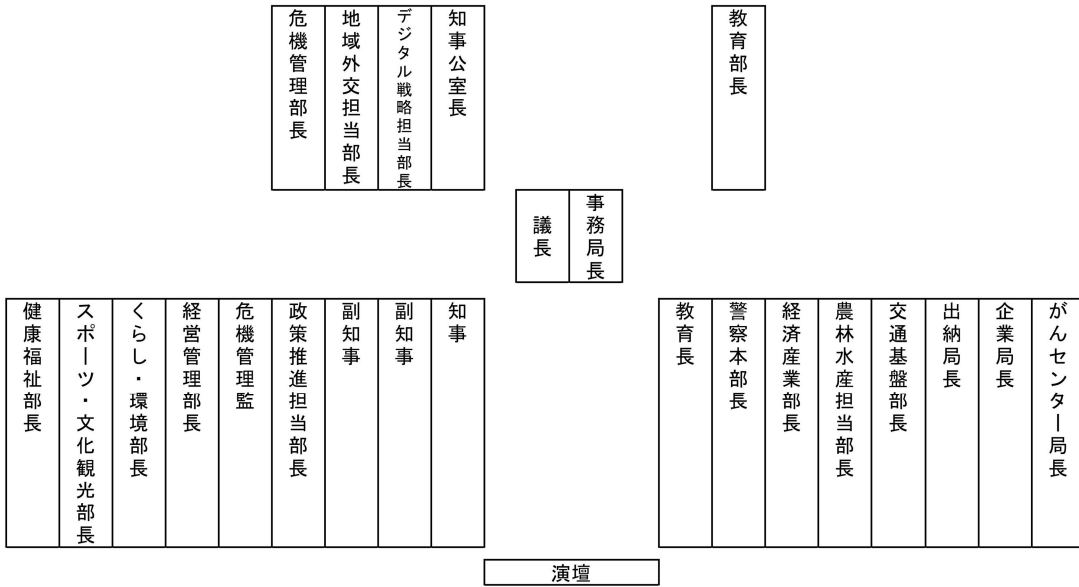 危機管理部長
地域外交担当部長
デジタル戦略担当部長
知事公室長
教育部長
議長
事務局長
健康福祉部長
スポーツ・文化観光部長
くらし・環境部長
経営管理部長
危機管理監
政策推進担当部長
副知事
副知事
知事
教育長
警察本部長
経済産業部長
農林水産担当部長
交通基盤部長
出納局長
企業局長
がんセンター局長
演壇